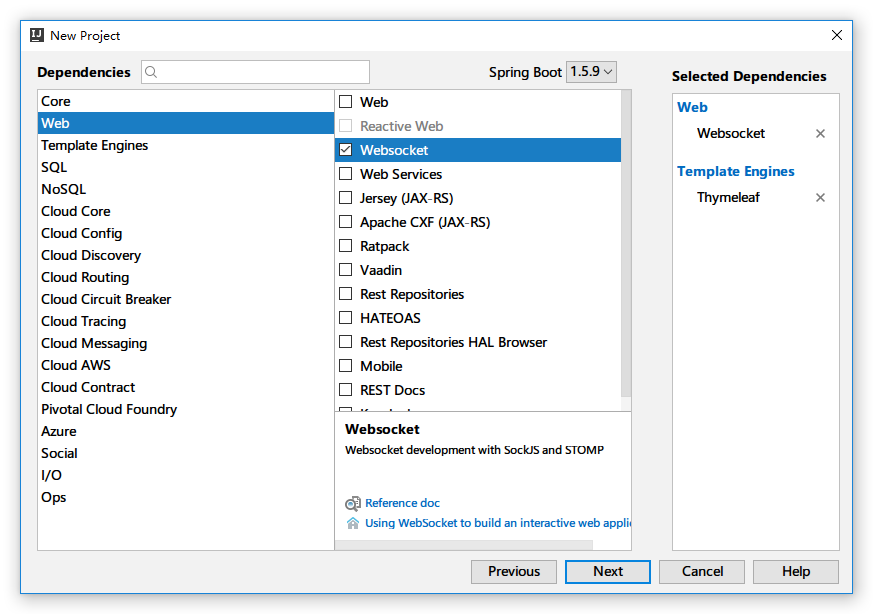 New Project
Dependencies
Spring Boot 1.5.9
Selected Dependencies
Core
Web
Template Engines
SQL
NoSQL
Cloud Core
Cloud Config
Cloud Discovery
Cloud Routing
Cloud Circuit Breaker
Cloud Tracing
Cloud Messaging
Cloud AWS
Cloud Contract
Pivotal Cloud Foundry
Azure
Social
I/O
Ops
Web
Reactive Web
Websocket
Web Services
Jersey (JAX-RS)
Apache CXF (JAX-RS)
Ratpack
Vaadin
Rest Repositories
HATEOAS
Rest Repositories HAL Browser
Mobile
REST Docs
Websocket
Websocket development with SockJS and STOMP
Reference doc
Using WebSocket to build an interactive web applic
Web
Websocket
Template Engines
Thymeleaf
Previous
Next
Cancel
Help